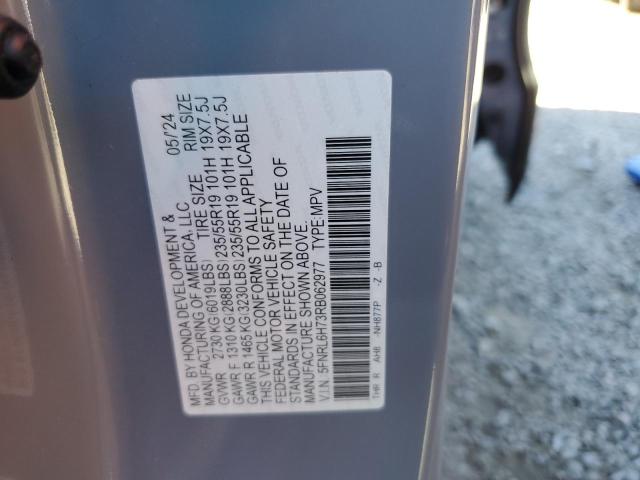 MFD. BY HONDA DEVELOPMENT &
MANUFACTURING OF AMERICA, LLC 05/24
GVWR 2730 KG(6019LBS) TIRE SIZE RIM SIZE
GAWR F 1310 KG(2888LBS)235/55R19 101H 19X7.5J
GAWR R 1465 KG(3230LBS)235/55R19 101H 19X7.5J
THIS VEHICLE CONFORMS TO ALL APPLICABLE
FEDERAL MOTOR VEHICLE SAFETY
STANDARDS IN EFFECT ON THE DATE OF
MANUFACTURE SHOWN ABOVE.
V.I.N. 5FNRL6H73RB062977 TYPE:MPV
THR R AHB -NH877P -Z -B